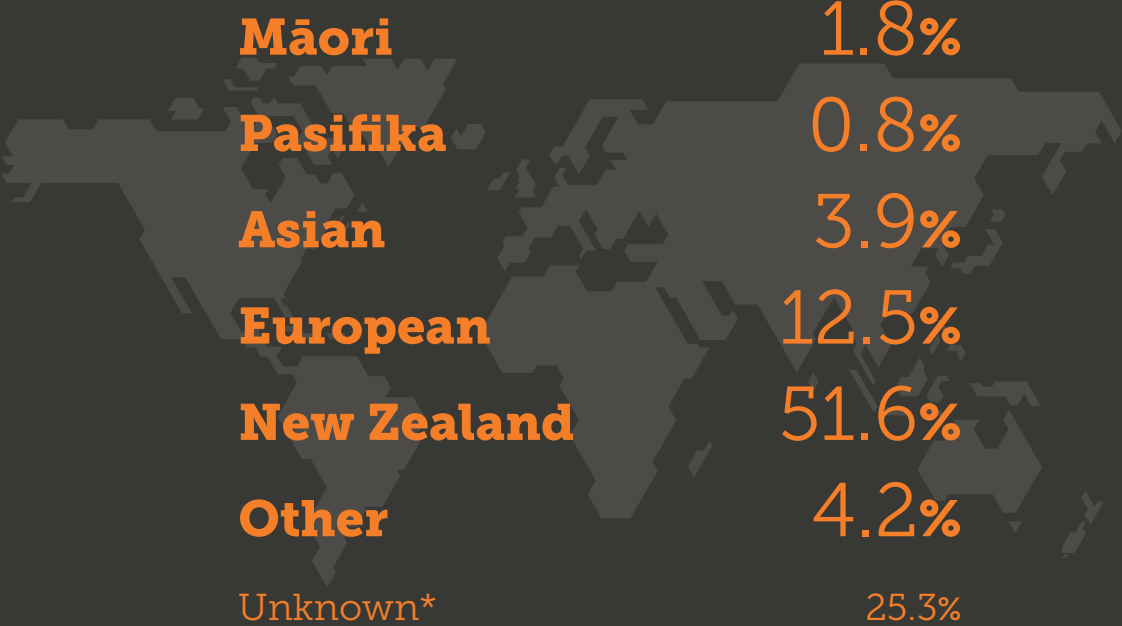 Māori 1.8%
Pasifika 0.8%
Asian 3.9%
European 12.5%
New Zealand 51.6%
Other 4.2%
Unknown* 25.3%